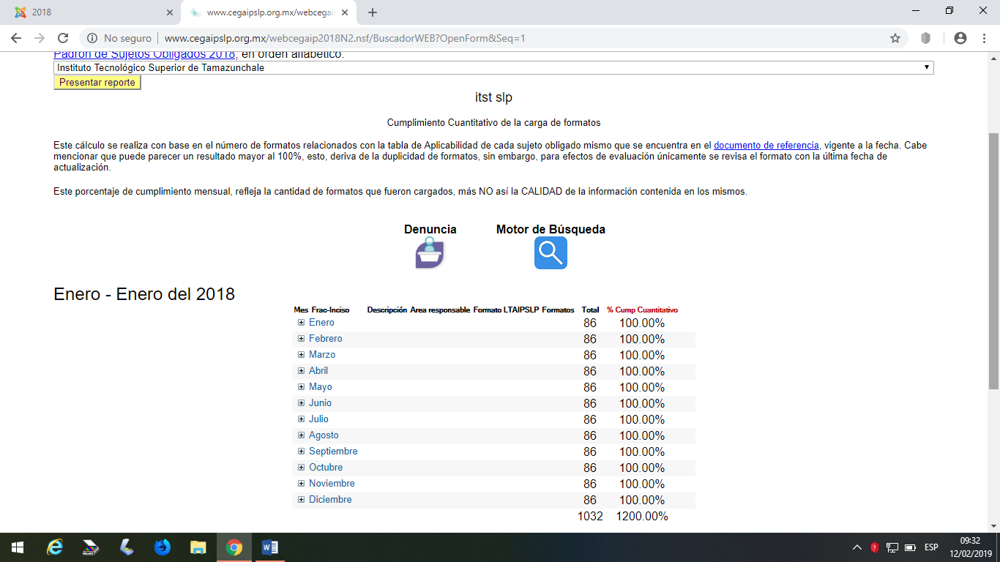 2018
www.cegaipslp.org.mx/webcegaip
No seguro
www.cegaipslp.org.mx/webcegaip2018N2.nsf/BuscadorWEB?OpenForm&Seq=1
Padrón de Sujetos Obligados 2018, en orden alfabético.
Instituto Tecnológico Superior de Tamazunchale
Presentar reporte
itst slp
Cumplimiento Cuantitativo de la carga de formatos
Este cálculo se realiza con base en el número de formatos relacionados con la tabla de Aplicabilidad de cada sujeto obligado mismo que se encuentra en el documento de referencia, vigente a la fecha. Cabe
mencionar que puede parecer un resultado mayor al 100%, esto, deriva de la duplicidad de formatos, sin embargo, para efectos de evaluación únicamente se revisa el formato con la última fecha de
actualización.
Este porcentaje de cumplimiento mensual, refleja la cantidad de formatos que fueron cargados, más NO así la CALIDAD de la información contenida en los mismos.
Denuncia Motor de Búsqueda
Enero - Enero del 2018
Mes Frac-Inciso Descripción Area responsable Formato LTAIPSLP Formatos Total % Cump Cuantitativo
Enero 86 100.00%
Febrero 86 100.00%
Marzo 86 100.00%
Abril 86 100.00%
Mayo 86 100.00%
Junio 86 100.00%
Julio 86 100.00%
Agosto 86 100.00%
Septiembre 86 100.00%
Octubre 86 100.00%
Noviembre 86 100.00%
Diciembre 86 100.00%
1032 1200.00%
ESP
09:32
12/02/2019